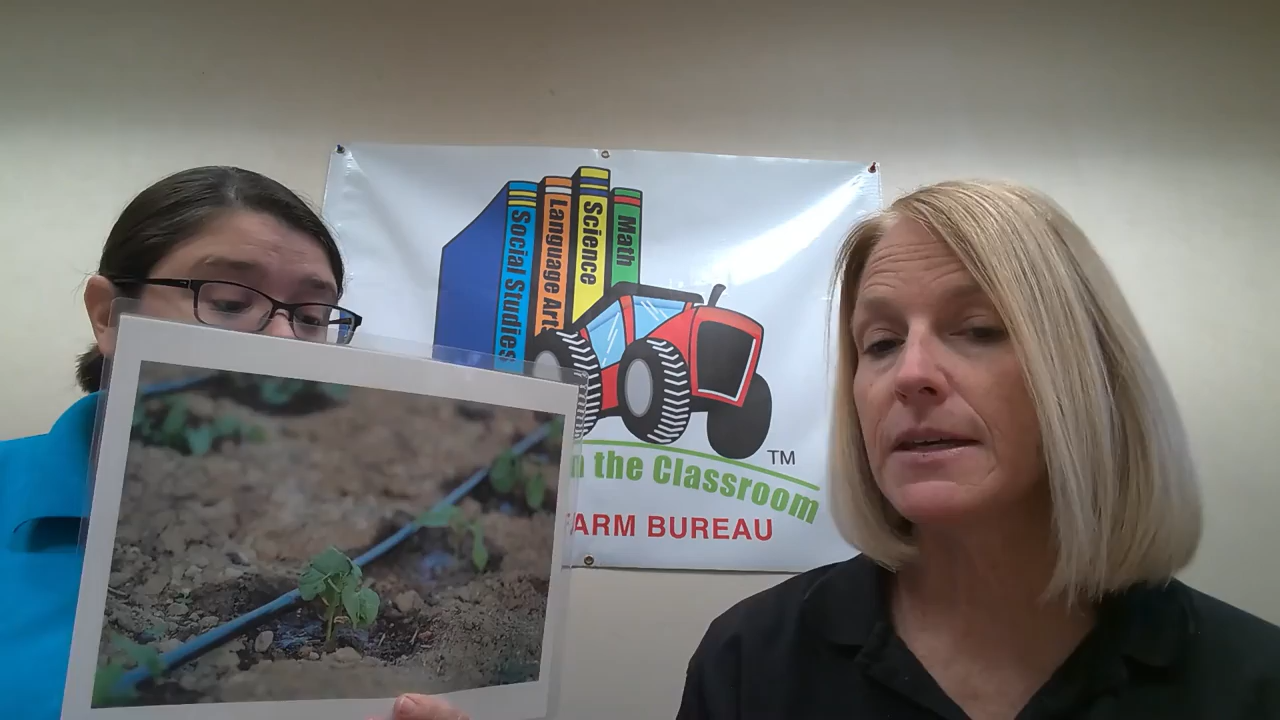 Social Studies
Language Arts
Science
Math
TM
n the Classroom
FARM BUREAU